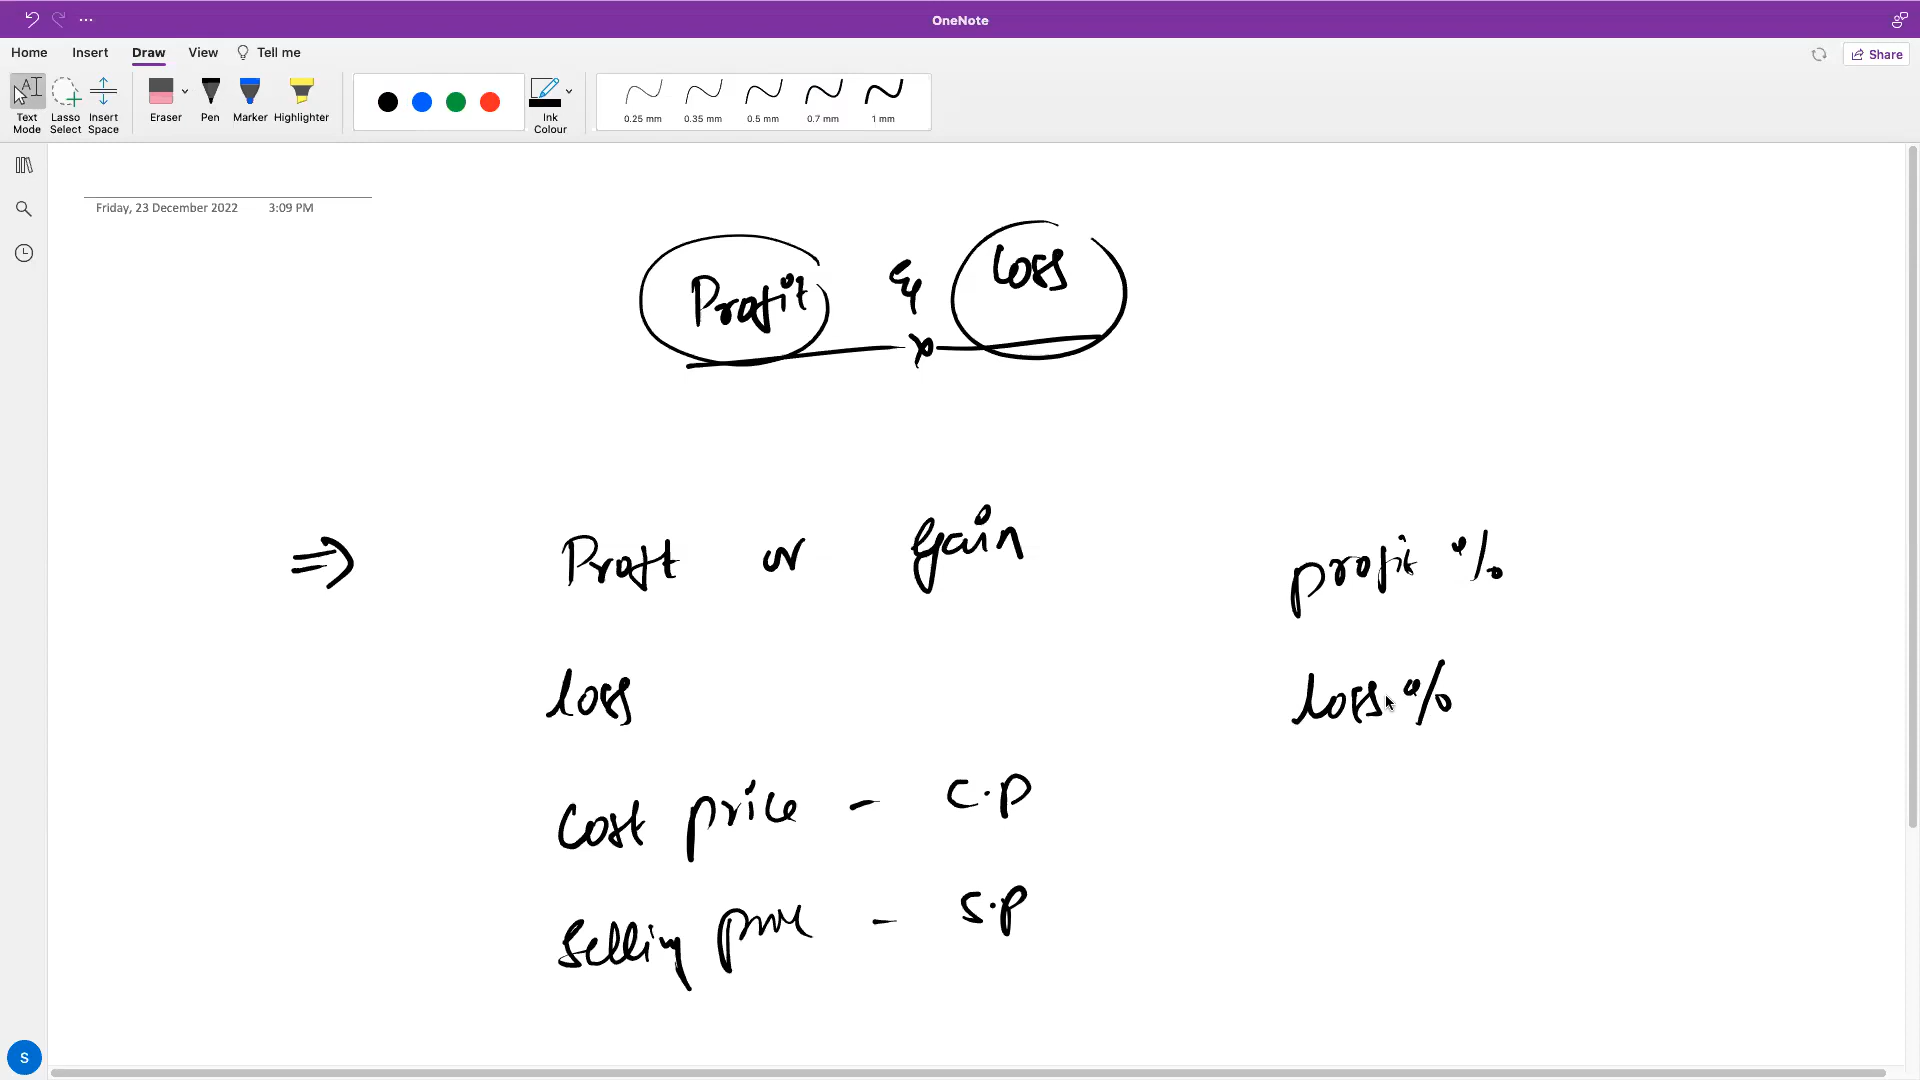 OneNote
Home Insert Draw View Tell me
Share
Text Mode
Lasso Select
Insert Space
Eraser
Pen
Marker
Highlighter
Ink Colour
0.25 mm 0.35 mm 0.5 mm 0.7 mm 1 mm
Friday, 23 December 2022 3:09 PM
Profit & Loss
⇒ Profit or Gain profit %
loss loss %
Cost price - C.P
Selling price - S.P
S